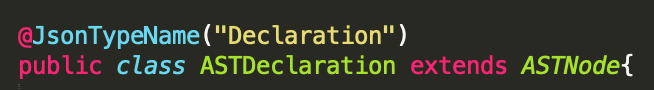 @JsonTypeName("Declaration")
public class ASTDeclaration extends ASTNode{